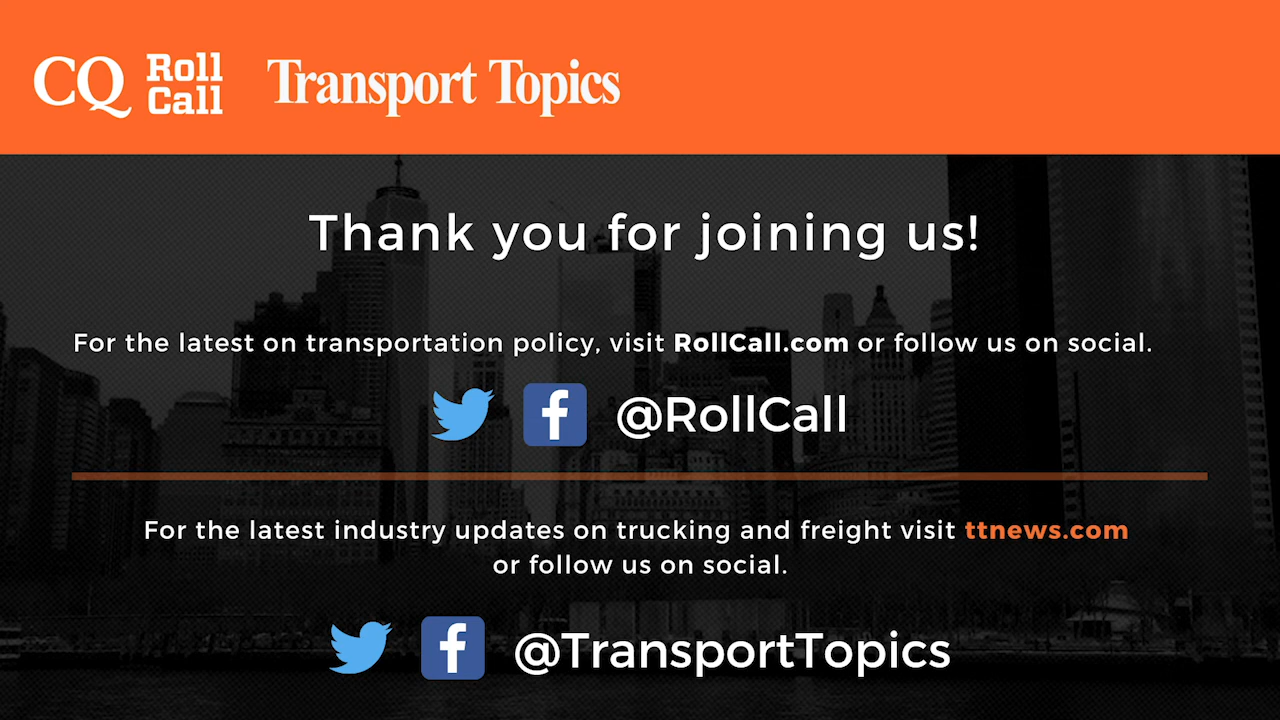 CQ Roll Call Transport Topics
Thank you for joining us!
For the latest on transportation policy, visit RollCall.com or follow us on social.
@RollCall
For the latest industry updates on trucking and freight visit ttnews.com
or follow us on social.
@TransportTopics